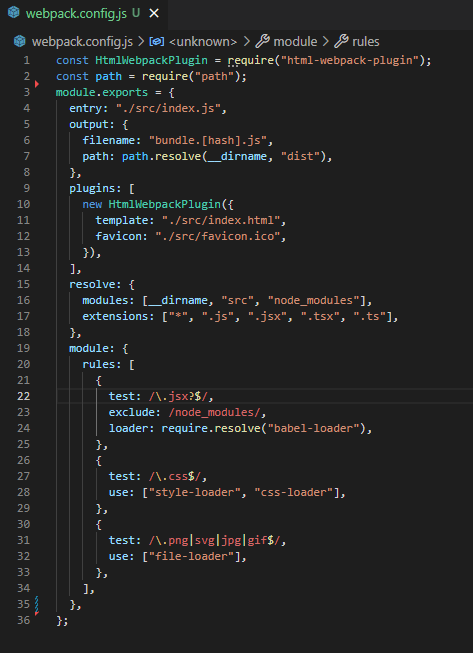 webpack.config.js U ×
webpack.config.js > <unknown> > module > rules
1 const HtmlWebpackPlugin = require("html-webpack-plugin");
2 const path = require("path");
3 module.exports = {
4 entry: "./src/index.js",
5 output: {
6 filename: "bundle.[hash].js",
7 path: path.resolve(__dirname, "dist"),
8 },
9 plugins: [
10 new HtmlWebpackPlugin({
11 template: "./src/index.html",
12 favicon: "./src/favicon.ico",
13 }),
14 ],
15 resolve: {
16 modules: [__dirname, "src", "node_modules"],
17 extensions: ["*", ".js", ".jsx", ".tsx", ".ts"],
18 },
19 module: {
20 rules: [
21 {
22 test: /\.jsx?$/,
23 exclude: /node_modules/,
24 loader: require.resolve("babel-loader"),
25 },
26 {
27 test: /\.css$/,
28 use: ["style-loader", "css-loader"],
29 },
30 {
31 test: /\.png|svg|jpg|gif$/,
32 use: ["file-loader"],
33 },
34 ],
35 },
36 };